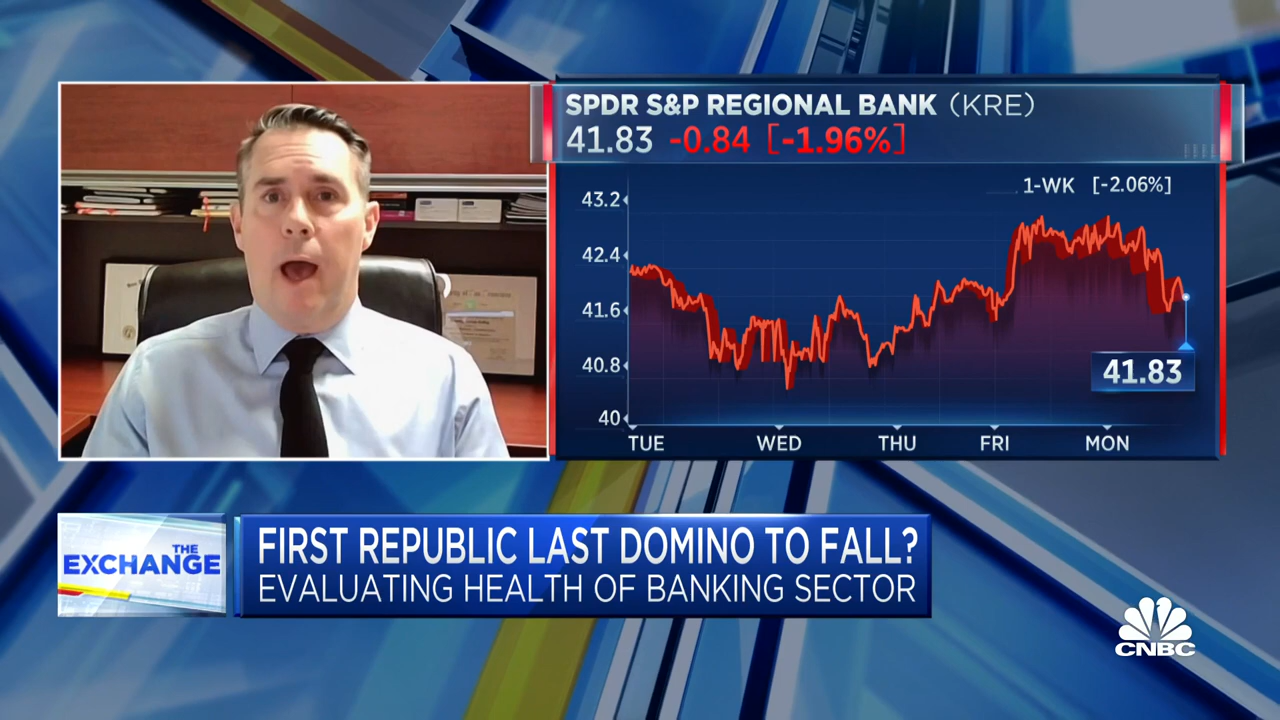 SPDR S&P REGIONAL BANK (KRE)
41.83 -0.84 [-1.96%]
1-WK [-2.06%]
43.2
42.4
41.6
40.8
40
41.83
TUE WED THU FRI MON
THE
EXCHANGE
FIRST REPUBLIC LAST DOMINO TO FALL?
EVALUATING HEALTH OF BANKING SECTOR
CNBC